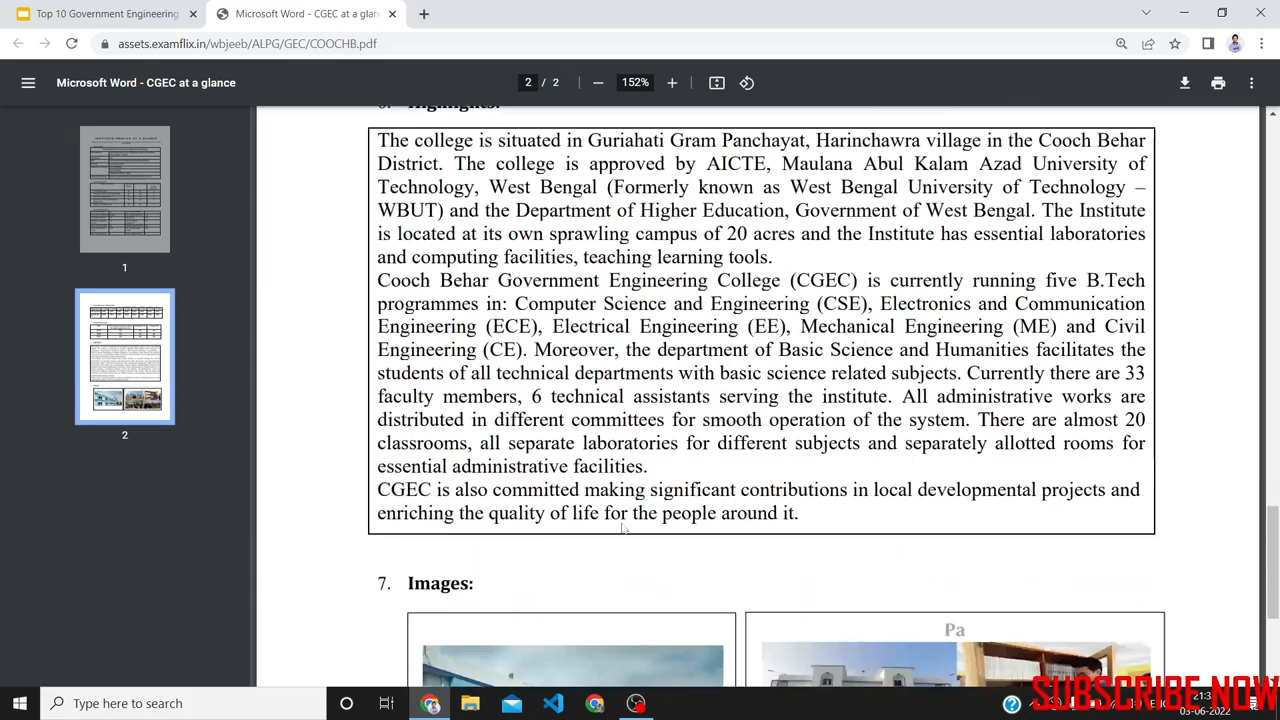 Top 10 Government Engineering
Microsoft Word - CGEC at a glan
assets.examflix.in/wbjeeb/ALPG/GEC/COOCHB.pdf
Microsoft Word - CGEC at a glance
2 / 2
152%
1
2
Highlights:
The college is situated in Guriahati Gram Panchayat, Harinchawra village in the Cooch Behar
District. The college is approved by AICTE, Maulana Abul Kalam Azad University of
Technology, West Bengal (Formerly known as West Bengal University of Technology –
WBUT) and the Department of Higher Education, Government of West Bengal. The Institute
is located at its own sprawling campus of 20 acres and the Institute has essential laboratories
and computing facilities, teaching learning tools.
Cooch Behar Government Engineering College (CGEC) is currently running five B.Tech
programmes in: Computer Science and Engineering (CSE), Electronics and Communication
Engineering (ECE), Electrical Engineering (EE), Mechanical Engineering (ME) and Civil
Engineering (CE). Moreover, the department of Basic Science and Humanities facilitates the
students of all technical departments with basic science related subjects. Currently there are 33
faculty members, 6 technical assistants serving the institute. All administrative works are
distributed in different committees for smooth operation of the system. There are almost 20
classrooms, all separate laboratories for different subjects and separately allotted rooms for
essential administrative facilities.
CGEC is also committed making significant contributions in local developmental projects and
enriching the quality of life for the people around it.
7. Images:
Pa
Type here to search
03-06-2022
SUBSCRIBE NOW